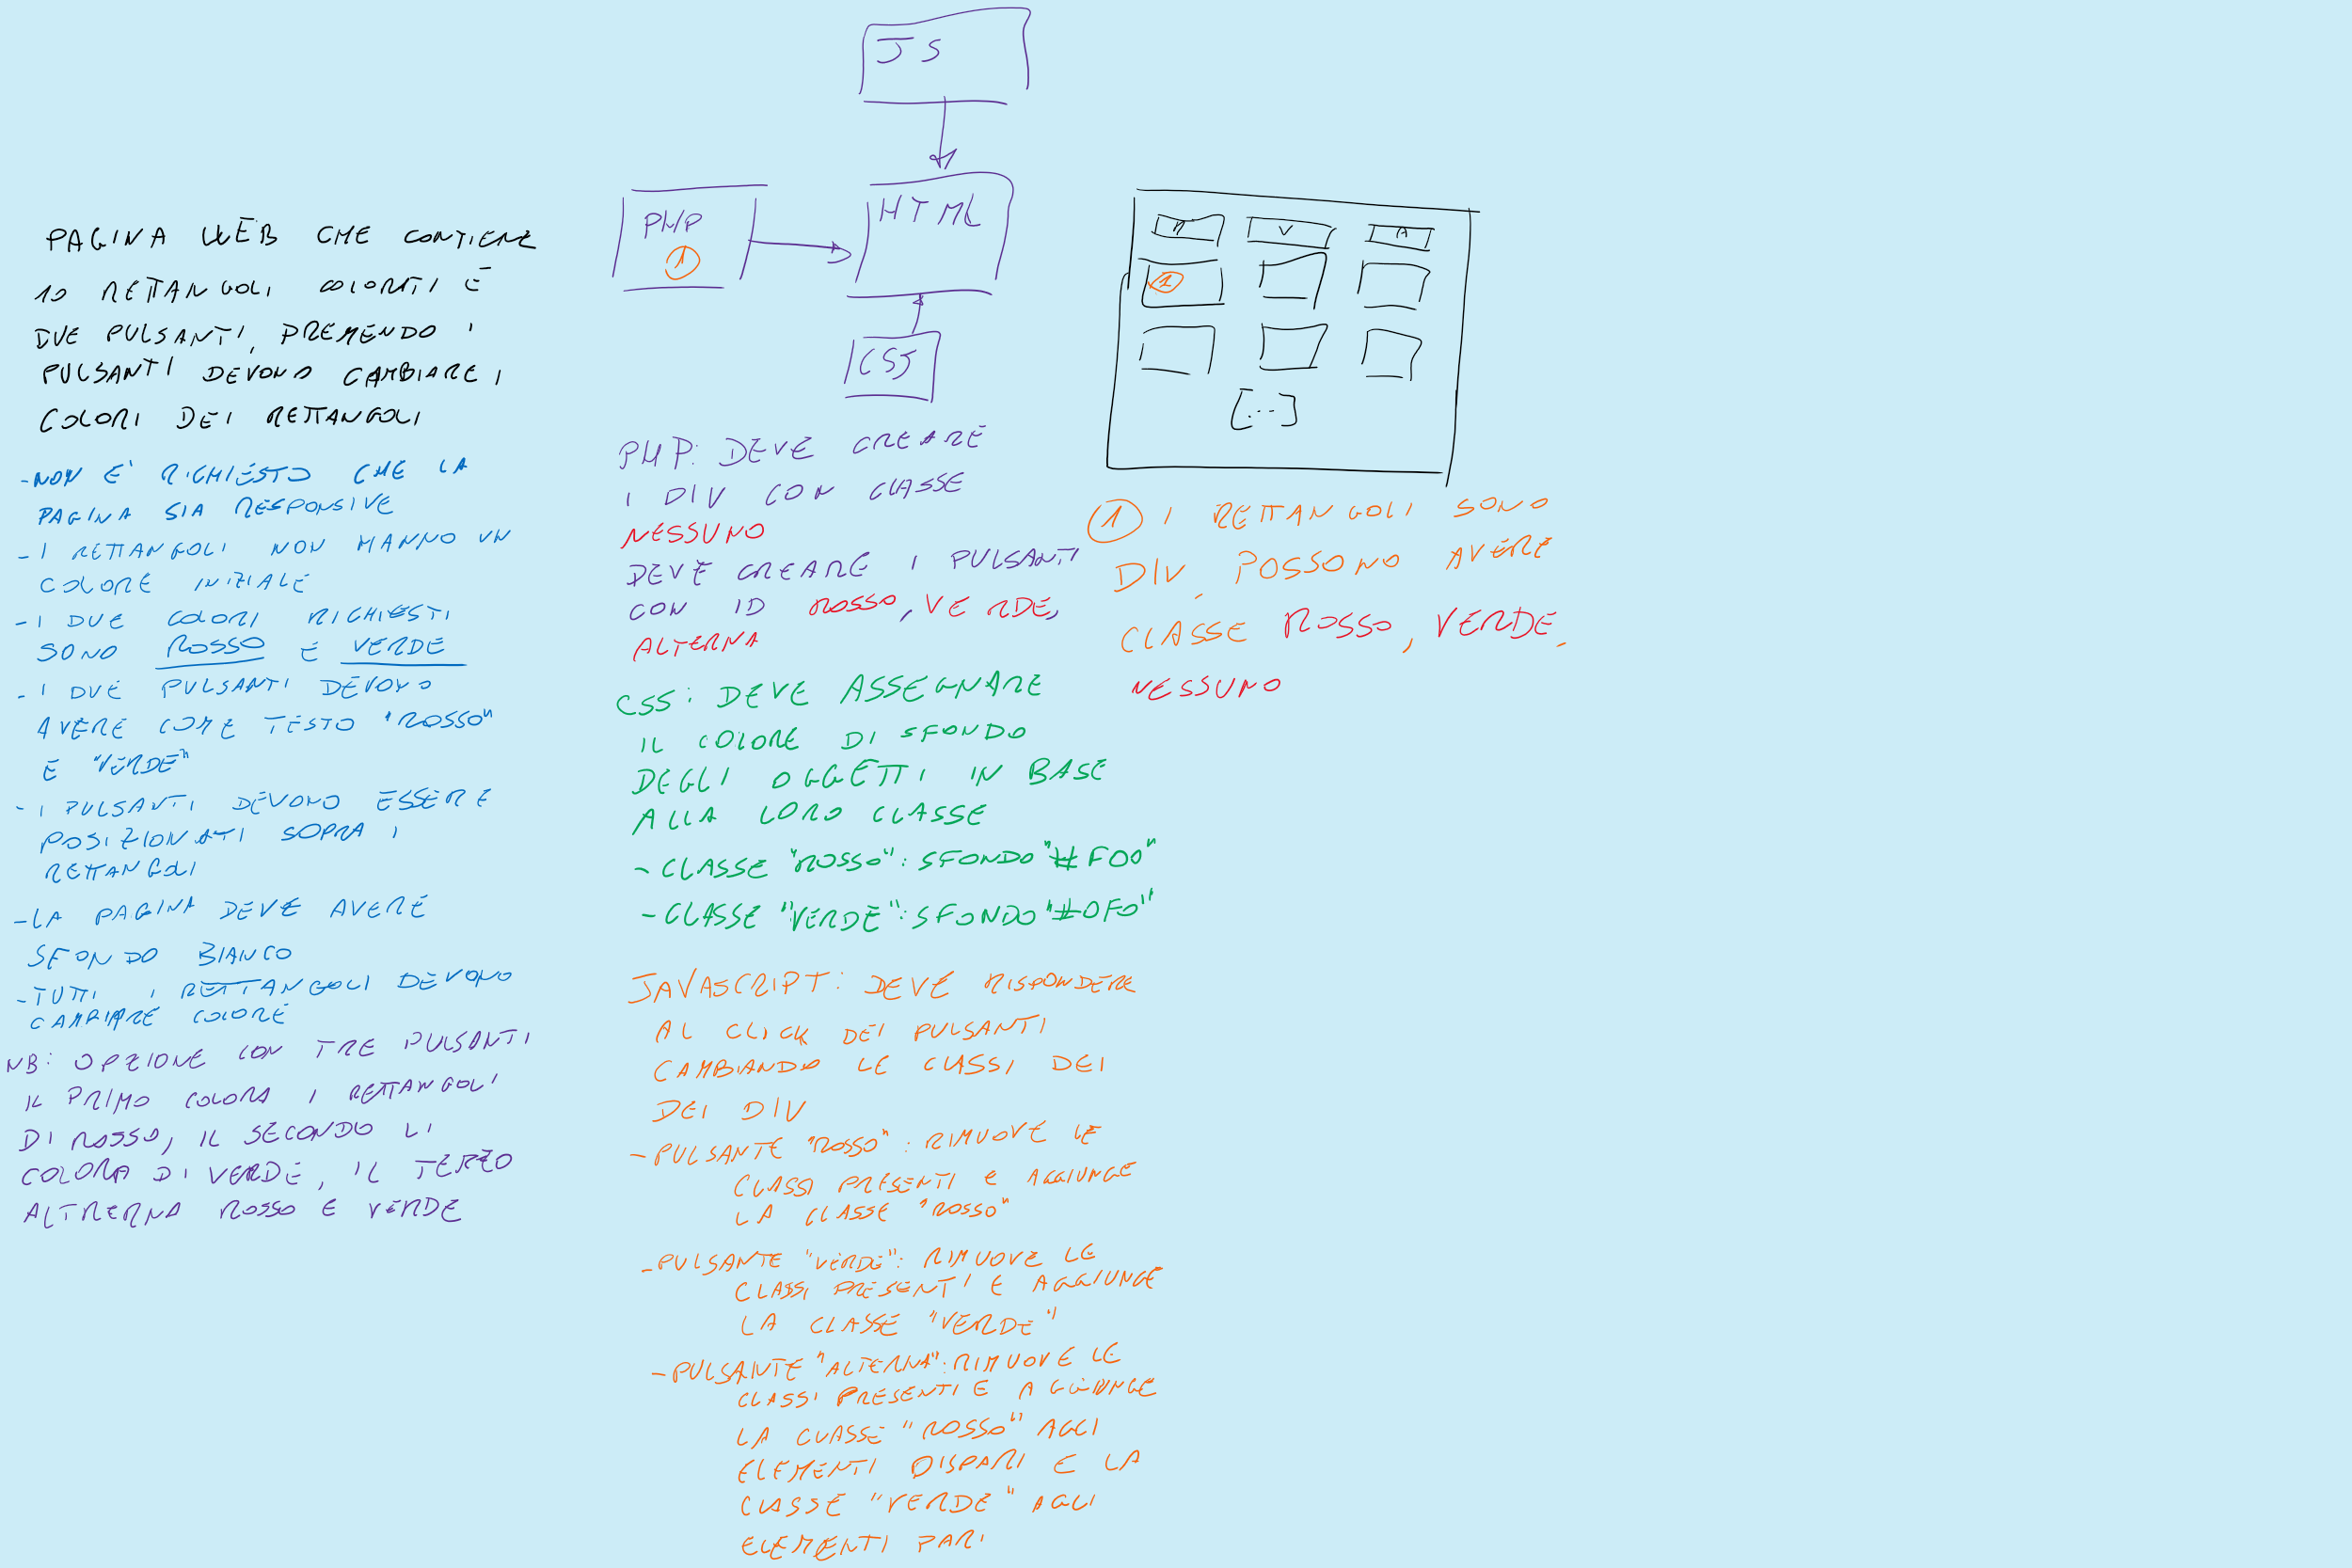 PAGINA WEB CHE CONTIENE
10 RETTANGOLI COLORATI E
DUE PULSANTI, PREMENDO I
PULSANTI DEVONO CAMBIARE I
COLORI DEI RETTANGOLI
-NON E' RICHIESTO CHE LA
PAGINA SIA RESPONSIVE
-I RETTANGOLI NON HANNO UN
COLORE INIZIALE
-I DUE COLORI RICHIESTI
SONO ROSSO E VERDE
-I DUE PULSANTI DEVONO
AVERE COME TESTO "ROSSO"
E "VERDE"
-I PULSANTI DEVONO ESSERE
POSIZIONATI SOPRA I
RETTANGOLI
-LA PAGINA DEVE AVERE
SFONDO BIANCO
-TUTTI I RETTANGOLI DEVONO
CAMBIARE COLORE
NB: OPZIONE CON TRE PULSANTI
IL PRIMO COLORA I RETTANGOLI
DI ROSSO, IL SECONDO LI
COLORA DI VERDE, IL TERZO
ALTRERNA ROSSO E VERDE
JS
PHP
1
HTML
CSS
PHP: DEVE CREARE
I DIV CON CLASSE
NESSUNO
DEVE CREARE I PULSANTI
CON ID ROSSO, VERDE,
ALTERNA
CSS: DEVE ASSEGNARE
IL COLORE DI SFONDO
DEGLI OGGETTI IN BASE
ALLA LORO CLASSE
- CLASSE "ROSSO": SFONDO "#F00"
- CLASSE "VERDE": SFONDO "#0F0"
JAVASCRIPT: DEVE RISPONDERE
AL CLICK DEI PULSANTI
CAMBIANDO LE CLASSI DEI
DEI DIV
- PULSANTE "ROSSO": RIMUOVE LE
CLASSI PRESENTI E AGGIUNGE
LA CLASSE "ROSSO"
- PULSANTE "VERDE": RIMUOVE LE
CLASSI PRESENTI E AGGIUNGE
LA CLASSE "VERDE"
- PULSANTE "ALTERNA": RIMUOVE LE
CLASSI PRESENTI E AGGIUNGE
LA CLASSE "ROSSO" AGLI
ELEMENTI DISPARI E LA
CLASSE "VERDE" AGLI
ELEMENTI PARI
R V A
1
[...]
1 I RETTANGOLI SONO
DIV, POSSONO AVERE
CLASSE ROSSO, VERDE,
NESSUNO